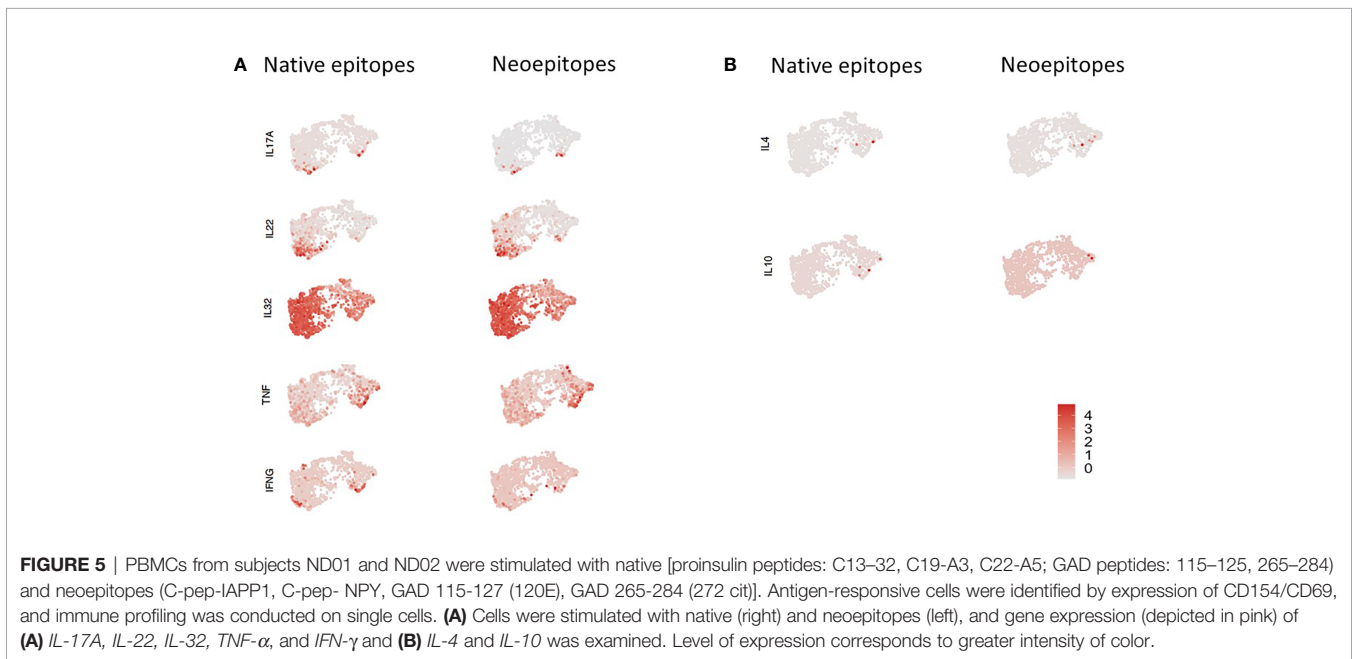 A Native epitopes Neoepitopes B Native epitopes Neoepitopes
IL17A
IL4
IL22
IL10
IL32
TNF
4
3
2
1
0
IFNG
FIGURE 5 | PBMCs from subjects ND01 and ND02 were stimulated with native [proinsulin peptides: C13–32, C19-A3, C22-A5; GAD peptides: 115–125, 265–284)
and neoepitopes (C-pep-IAPP1, C-pep- NPY, GAD 115-127 (120E), GAD 265-284 (272 cit)]. Antigen-responsive cells were identified by expression of CD154/CD69,
and immune profiling was conducted on single cells. (A) Cells were stimulated with native (right) and neoepitopes (left), and gene expression (depicted in pink) of
(A) IL-17A, IL-22, IL-32, TNF-α, and IFN-γ and (B) IL-4 and IL-10 was examined. Level of expression corresponds to greater intensity of color.